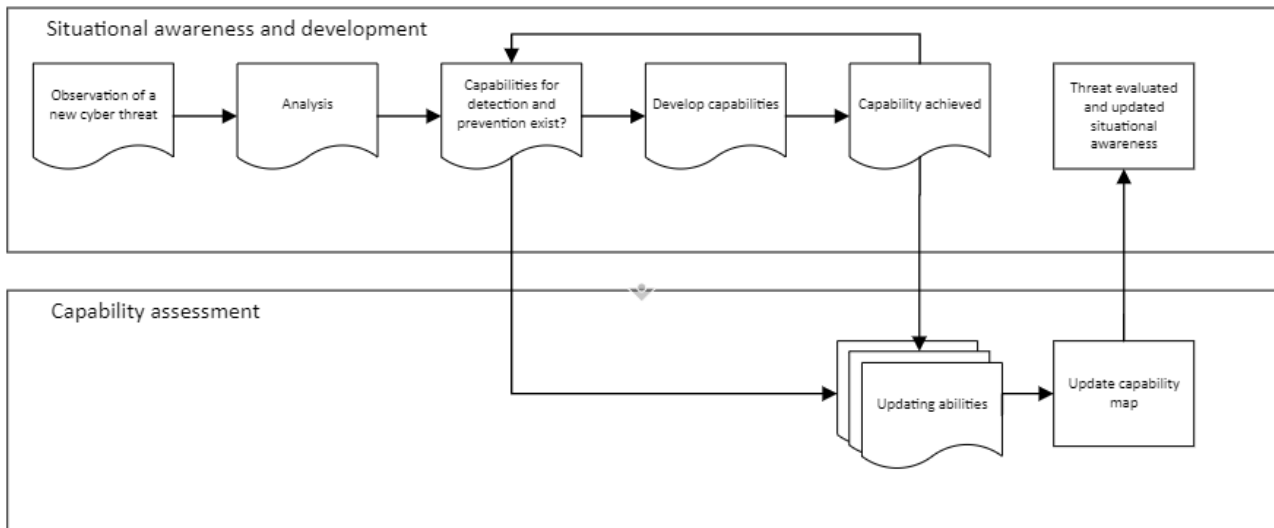 Situational awareness and development
Observation of a
new cyber threat
Analysis
Capabilities for
detection and
prevention exist?
Develop capabilities
Capability achieved
Threat evaluated
and updated
situational
awareness
Capability assessment
Updating abilities
Update capability
map